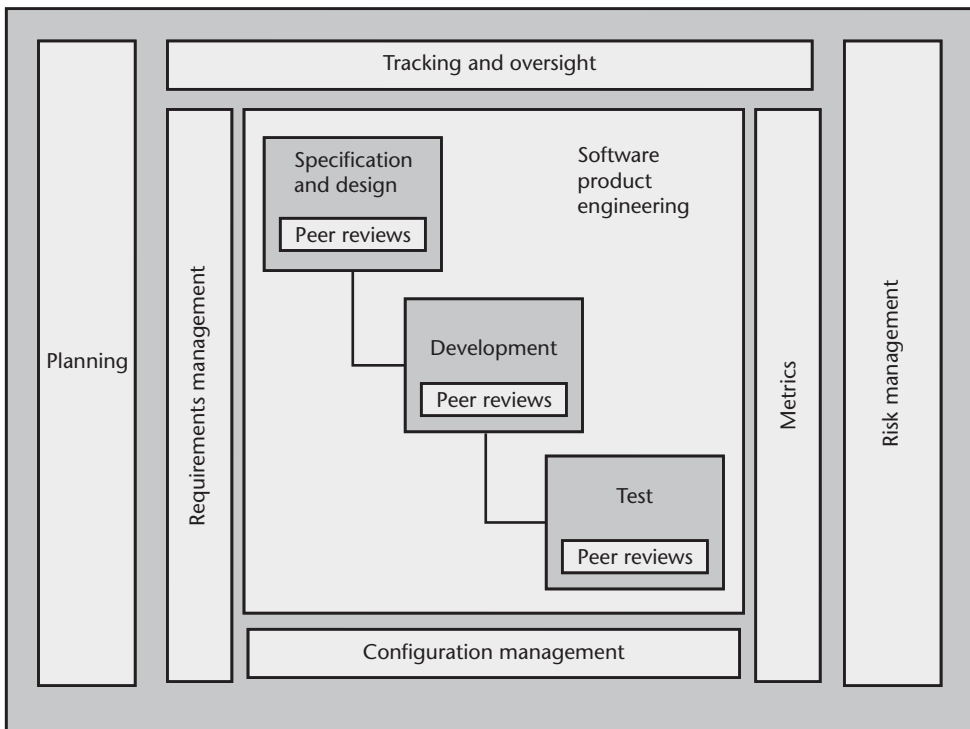 Tracking and oversight
Planning
Requirements management
Specification
and design
Peer reviews
Software
product
engineering
Development
Peer reviews
Test
Peer reviews
Metrics
Risk management
Configuration management